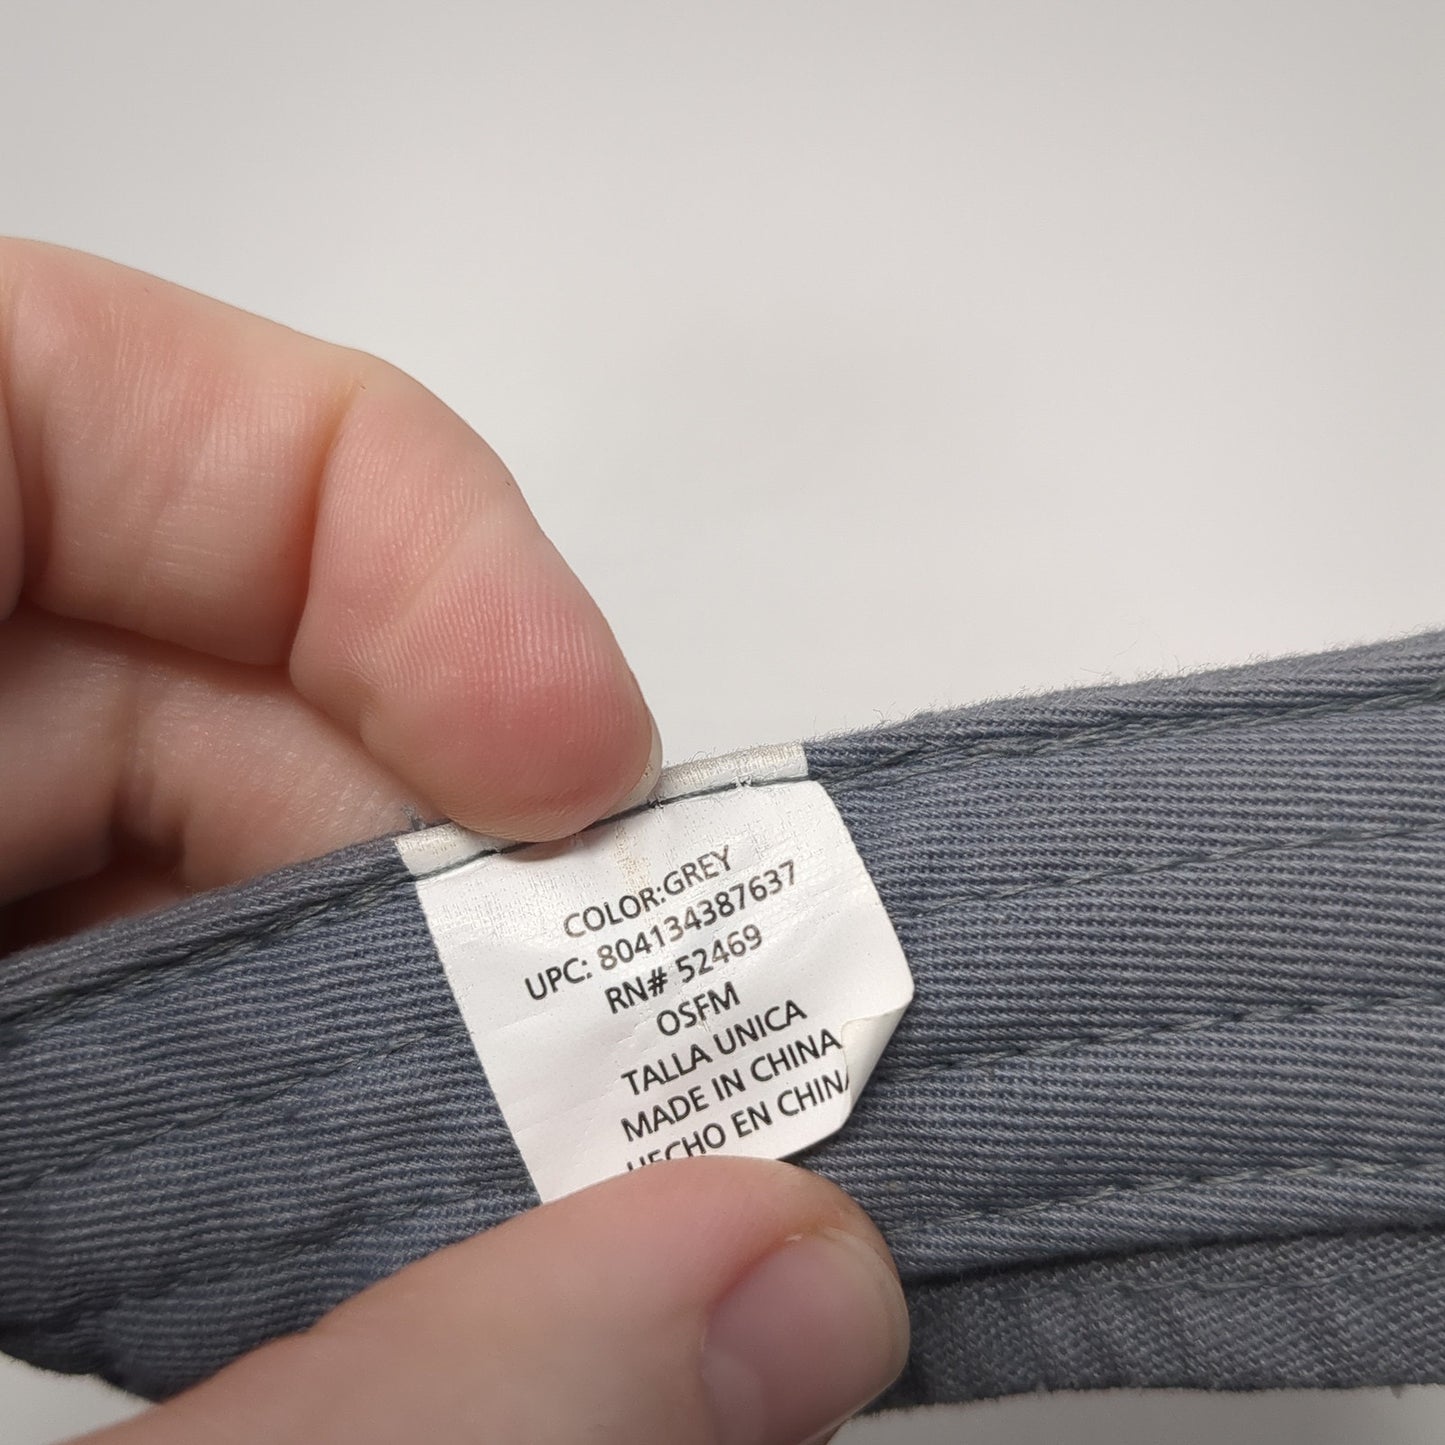 COLOR:GREY
UPC: 804134387637
RN# 52469
OSFM
TALLA UNICA
MADE IN CHINA
HECHO EN CHINA